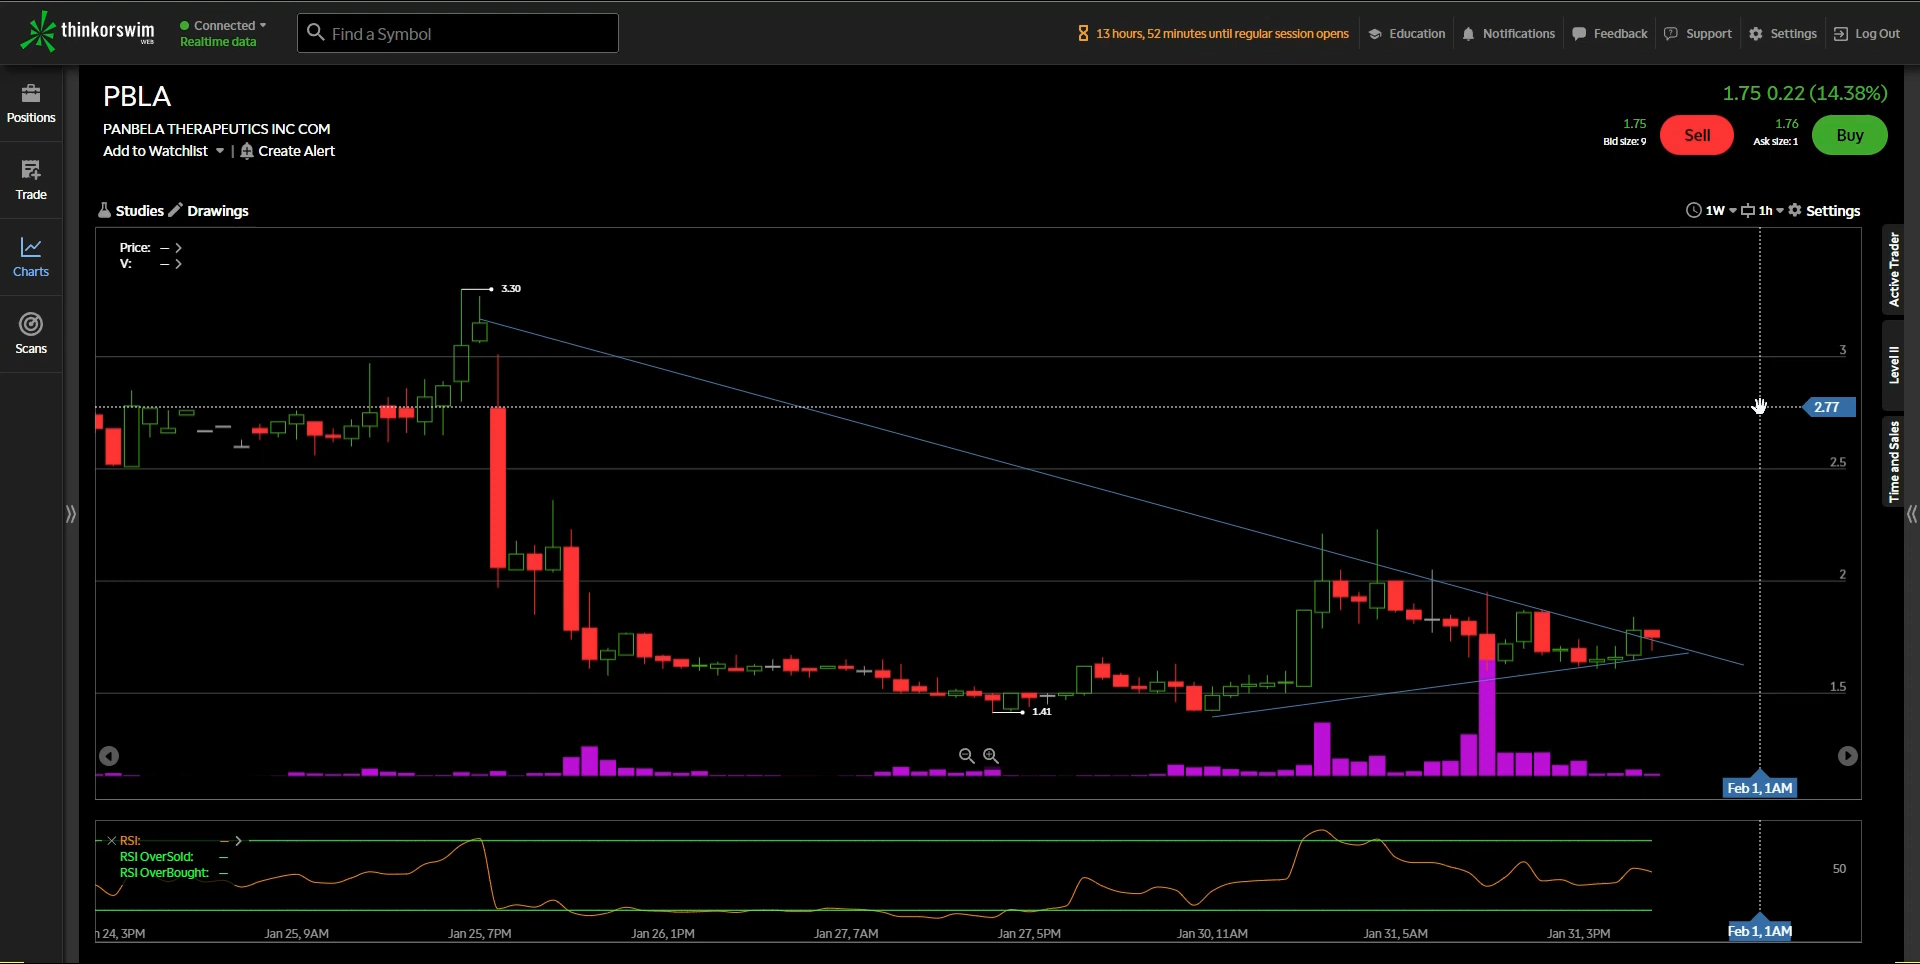 thinkorswim
WEB
Connected
Realtime data
Find a Symbol
13 hours, 52 minutes until regular session opens
Education
Notifications
Feedback
Support
Settings
Log Out
Positions
Trade
Charts
Scans
PBLA
PANBELA THERAPEUTICS INC COM
Add to Watchlist | Create Alert
1.75 0.22 (14.38%)
1.75
Bid size: 9
Sell
1.76
Ask size: 1
Buy
Studies Drawings
1W 1h Settings
Price: –
V: –
3.30
3
2.77
2.5
2
1.5
1.41
Feb 1, 1AM
Active Trader
Level II
Time and Sales
RSI: –
RSI OverSold: –
RSI OverBought: –
50
24, 3PM
Jan 25, 9AM
Jan 25, 7PM
Jan 26, 1PM
Jan 27, 7AM
Jan 27, 5PM
Jan 30, 11AM
Jan 31, 5AM
Jan 31, 3PM
Feb 1, 1AM